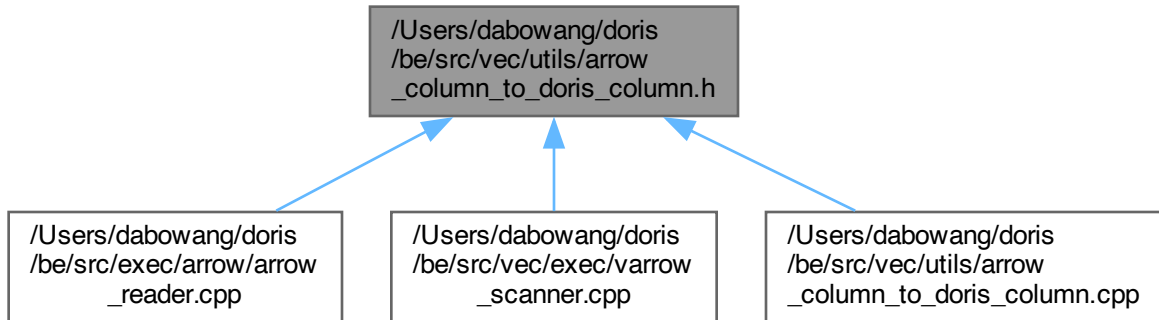 /Users/dabowang/doris
/be/src/vec/utils/arrow
_column_to_doris_column.h
/Users/dabowang/doris
/be/src/exec/arrow/arrow
_reader.cpp
/Users/dabowang/doris
/be/src/vec/exec/varrow
_scanner.cpp
/Users/dabowang/doris
/be/src/vec/utils/arrow
_column_to_doris_column.cpp